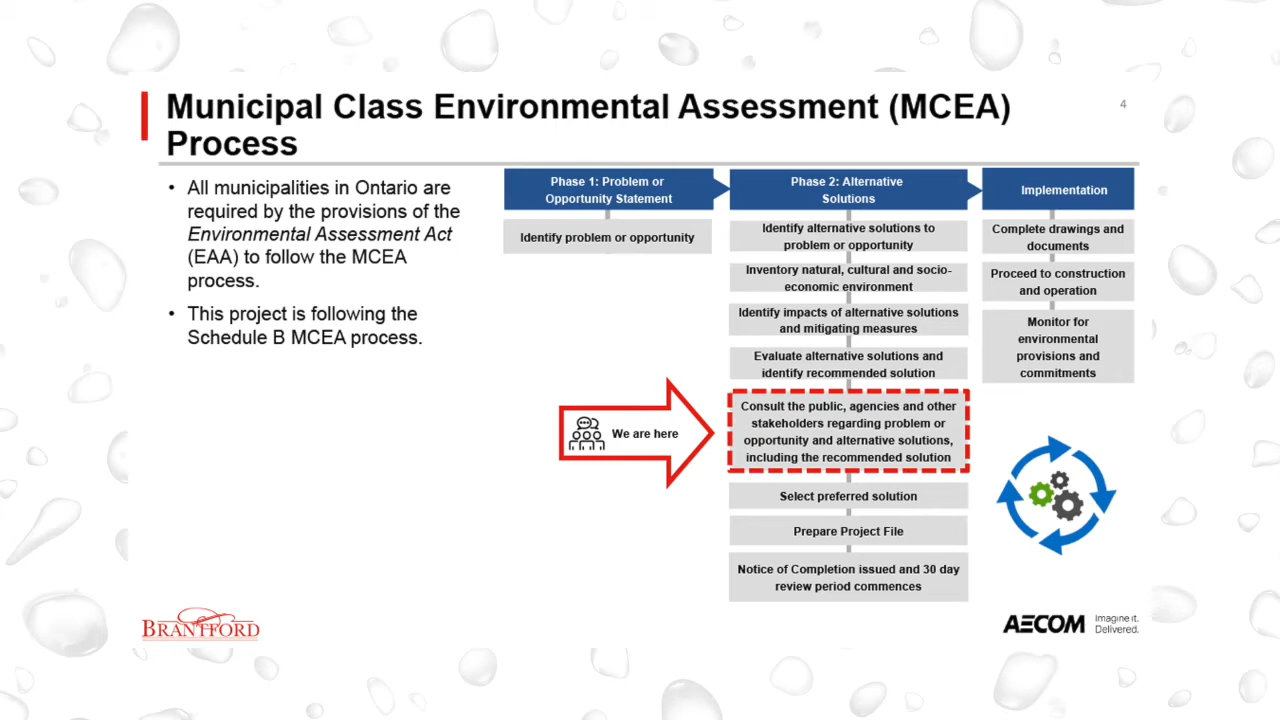 Municipal Class Environmental Assessment (MCEA)
Process
4
• All municipalities in Ontario are
required by the provisions of the
Environmental Assessment Act
(EAA) to follow the MCEA
process.
• This project is following the
Schedule B MCEA process.
Phase 1: Problem or
Opportunity Statement
Identify problem or opportunity
Phase 2: Alternative
Solutions
Identify alternative solutions to
problem or opportunity
Inventory natural, cultural and socio-
economic environment
Identify impacts of alternative solutions
and mitigating measures
Evaluate alternative solutions and
identify recommended solution
We are here
Consult the public, agencies and other
stakeholders regarding problem or
opportunity and alternative solutions,
including the recommended solution
Select preferred solution
Prepare Project File
Notice of Completion issued and 30 day
review period commences
Implementation
Complete drawings and
documents
Proceed to construction
and operation
Monitor for
environmental
provisions and
commitments
BRANTFORD
AECOM
Imagine it.
Delivered.